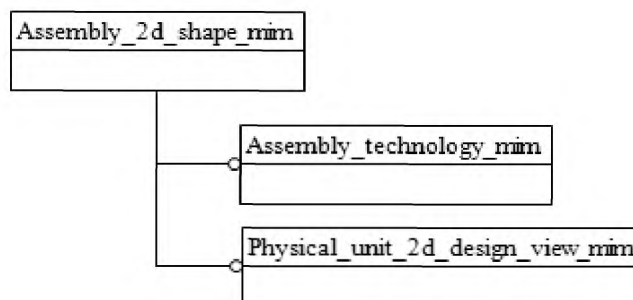 Assembly_2d_shape_mim
Assembly_technology_mim
Physical_unit_2d_design_view_mim